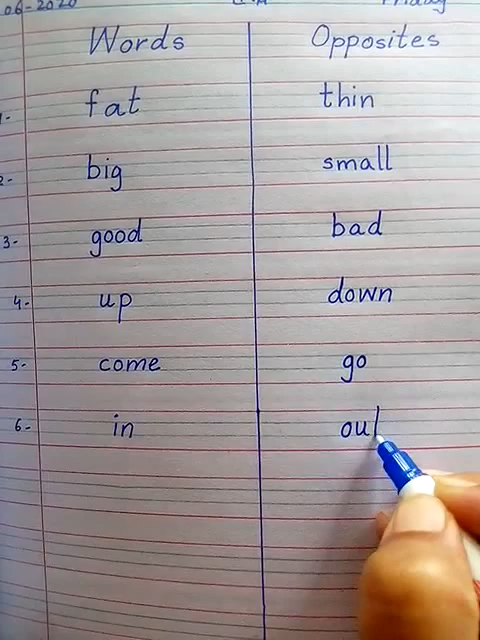 06-2020 Friday
Words Opposites
1- fat thin
2- big small
3- good bad
4- up down
5- come go
6- in ou